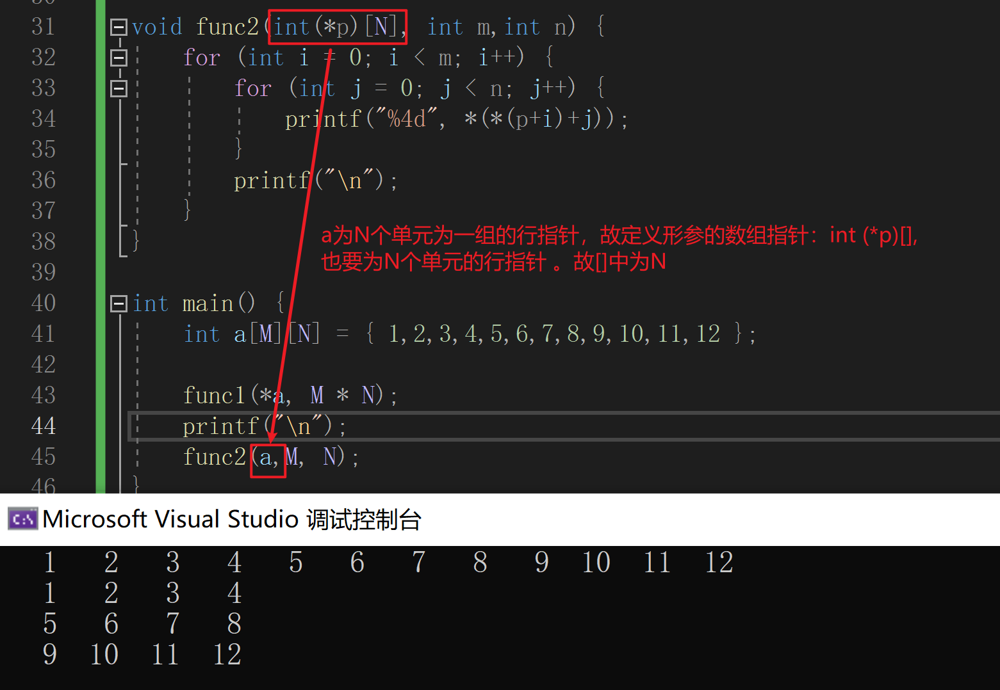 30
31 void func2(int(*p)[N], int m,int n) {
32 for (int i = 0; i < m; i++) {
33 for (int j = 0; j < n; j++) {
34 printf("%4d", *(*(p+i)+j));
35 }
36 printf("\n");
37 }
a为N个单元为一组的行指针，故定义形参的数组指针：int (*p)[],
38 }
也要为N个单元的行指针 。故[]中为N
39
40 int main() {
41 int a[M][N] = { 1,2,3,4,5,6,7,8,9,10,11,12 };
42
43 func1(*a, M * N);
44 printf("\n");
45 func2(a,M, N);
46 }
C:\ Microsoft Visual Studio 调试控制台
1 2 3 4 5 6 7 8 9 10 11 12
1 2 3 4
5 6 7 8
9 10 11 12